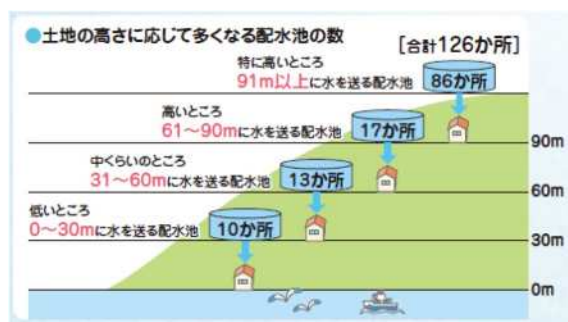 ●土地の高さに応じて多くなる配水池の数
[合計126か所]
特に高いところ
91m以上に水を送る配水池
86か所
高いところ
61～90mに水を送る配水池
17か所
90m
中くらいのところ
31～60mに水を送る配水池
13か所
60m
低いところ
0～30mに水を送る配水池
10か所
30m
0m